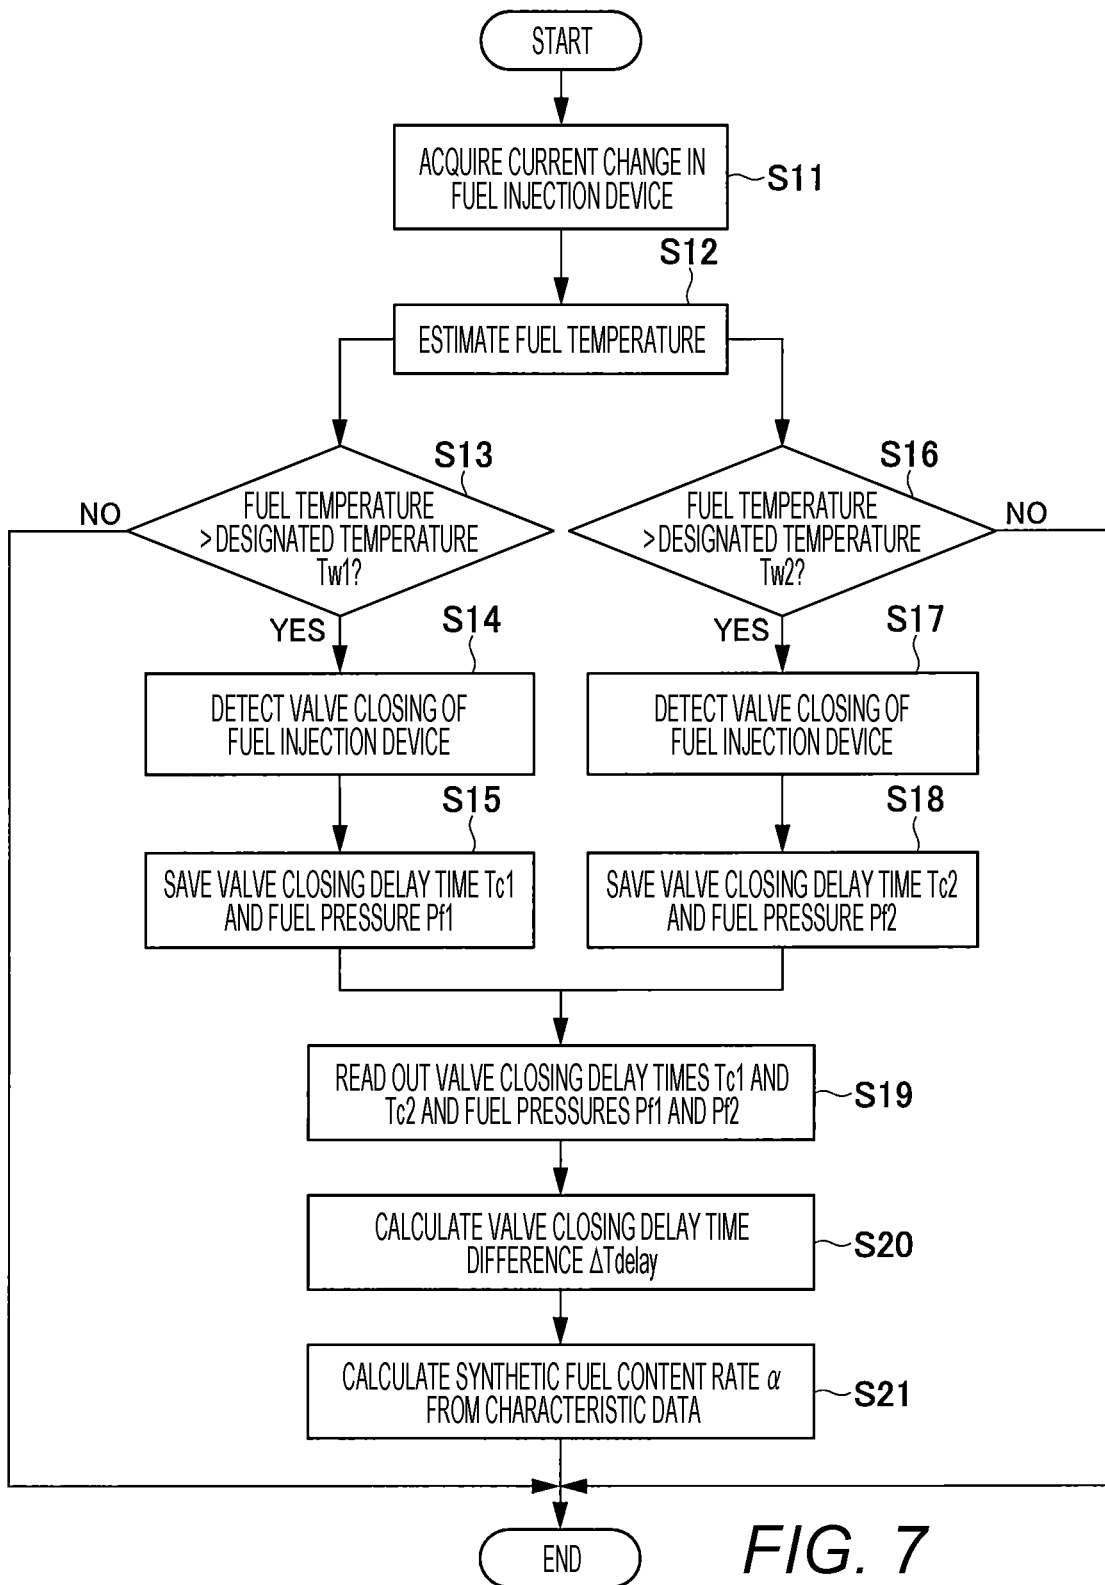 START
ACQUIRE CURRENT CHANGE IN
FUEL INJECTION DEVICE
S11
S12
ESTIMATE FUEL TEMPERATURE
S13
FUEL TEMPERATURE
>DESIGNATED TEMPERATURE
Tw1?
NO
YES
S16
FUEL TEMPERATURE
>DESIGNATED TEMPERATURE
Tw2?
NO
YES
S14
DETECT VALVE CLOSING OF
FUEL INJECTION DEVICE
S17
DETECT VALVE CLOSING OF
FUEL INJECTION DEVICE
S15
SAVE VALVE CLOSING DELAY TIME Tc1
AND FUEL PRESSURE Pf1
S18
SAVE VALVE CLOSING DELAY TIME Tc2
AND FUEL PRESSURE Pf2
READ OUT VALVE CLOSING DELAY TIMES Tc1 AND
Tc2 AND FUEL PRESSURES Pf1 AND Pf2
S19
CALCULATE VALVE CLOSING DELAY TIME
DIFFERENCE ΔTdelay
S20
CALCULATE SYNTHETIC FUEL CONTENT RATE α
FROM CHARACTERISTIC DATA
S21
END
FIG. 7